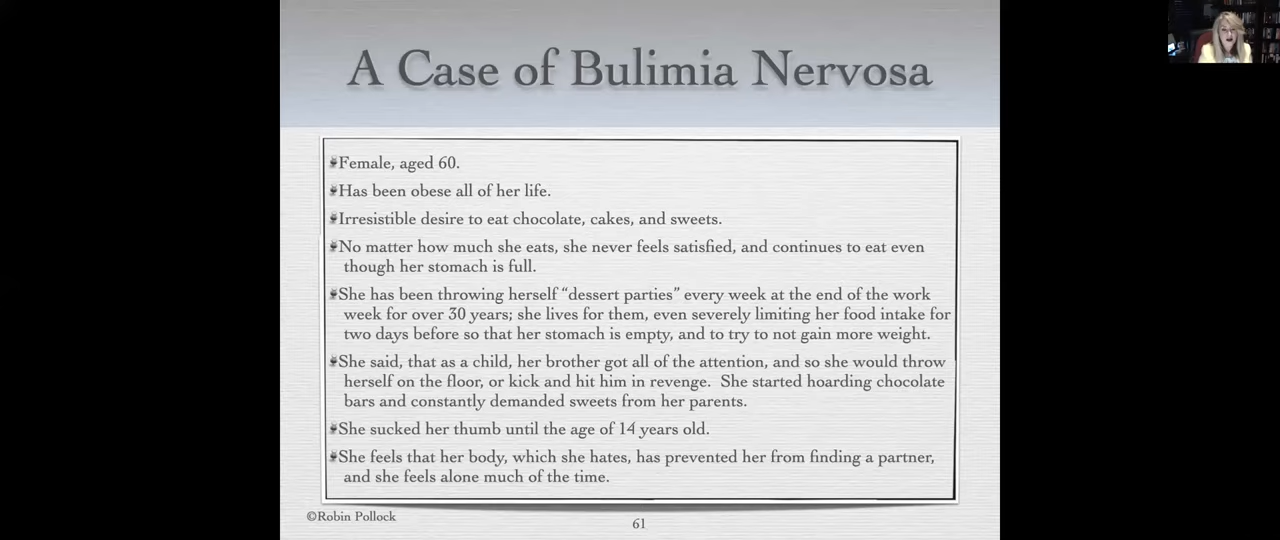 A Case of Bulimia Nervosa
Female, aged 60.
Has been obese all of her life.
Irresistible desire to eat chocolate, cakes, and sweets.
No matter how much she eats, she never feels satisfied, and continues to eat even
though her stomach is full.
She has been throwing herself “dessert parties” every week at the end of the work
week for over 30 years; she lives for them, even severely limiting her food intake for
two days before so that her stomach is empty, and to try to not gain more weight.
She said, that as a child, her brother got all of the attention, and so she would throw
herself on the floor, or kick and hit him in revenge.  She started hoarding chocolate
bars and constantly demanded sweets from her parents.
She sucked her thumb until the age of 14 years old.
She feels that her body, which she hates, has prevented her from finding a partner,
and she feels alone much of the time.
©Robin Pollock
61